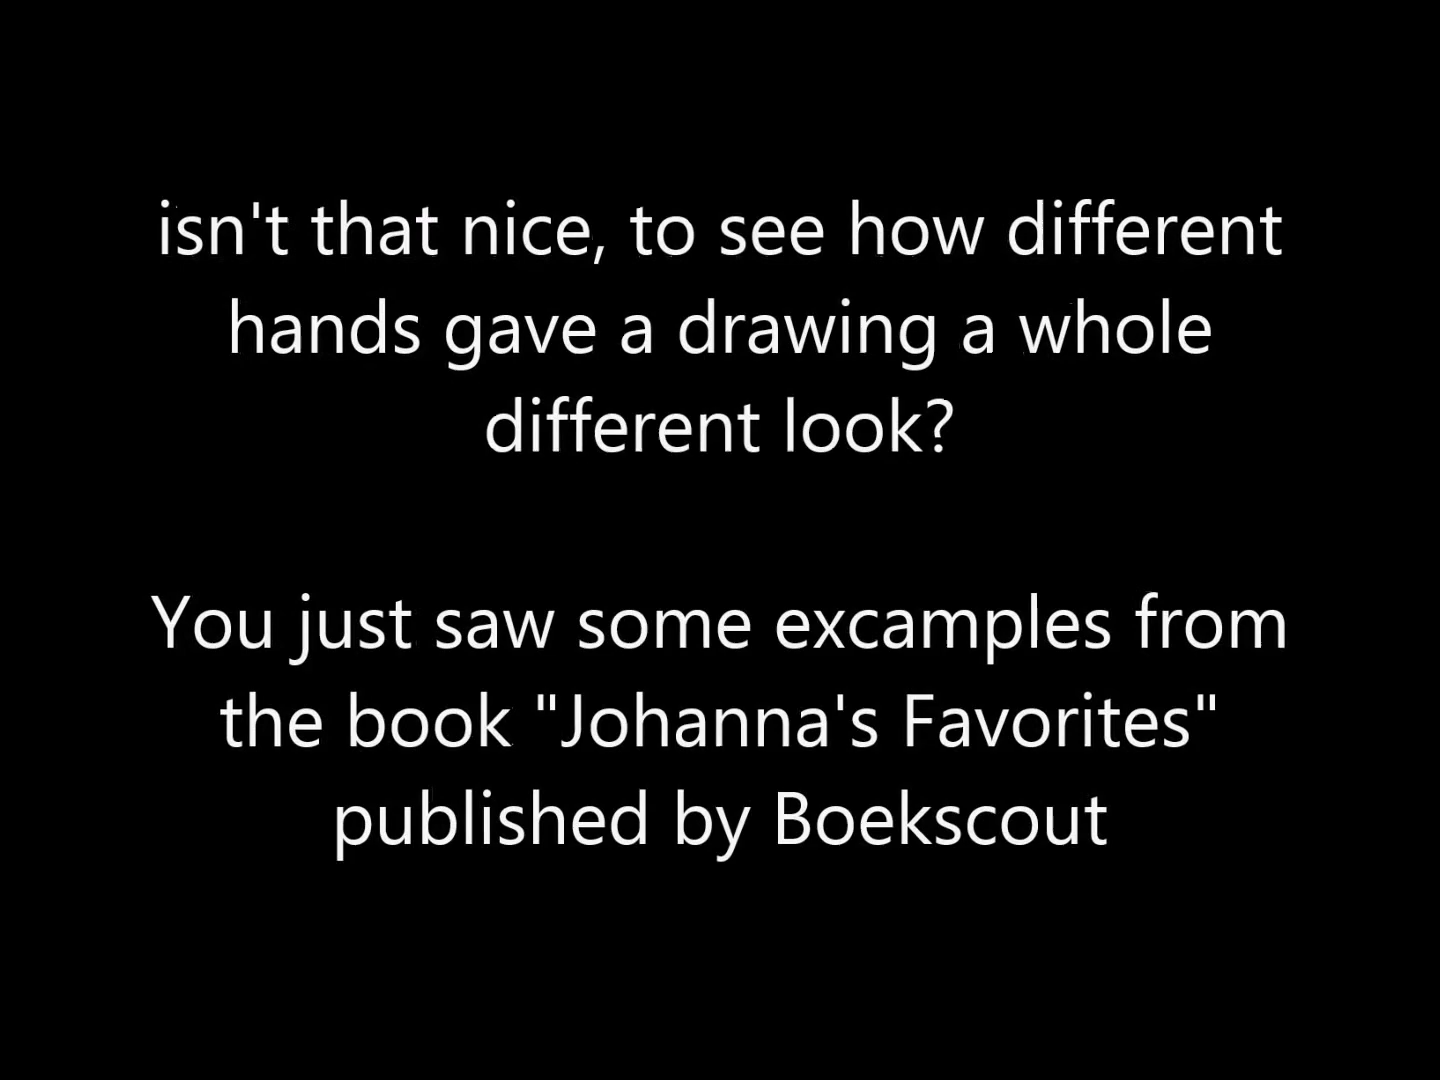 isn't that nice, to see how different
hands gave a drawing a whole
different look?
You just saw some excamples from
the book "Johanna's Favorites"
published by Boekscout